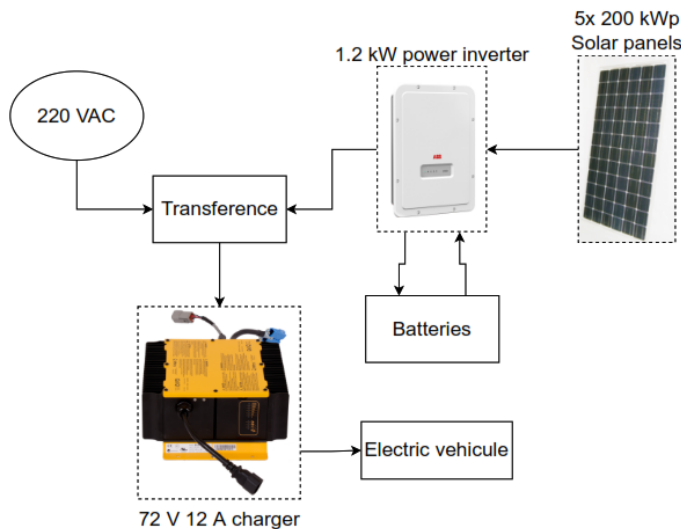 5x 200 kWp
Solar panels
1.2 kW power inverter
220 VAC
ABB
Transference
Batteries
Electric vehicule
72 V 12 A charger